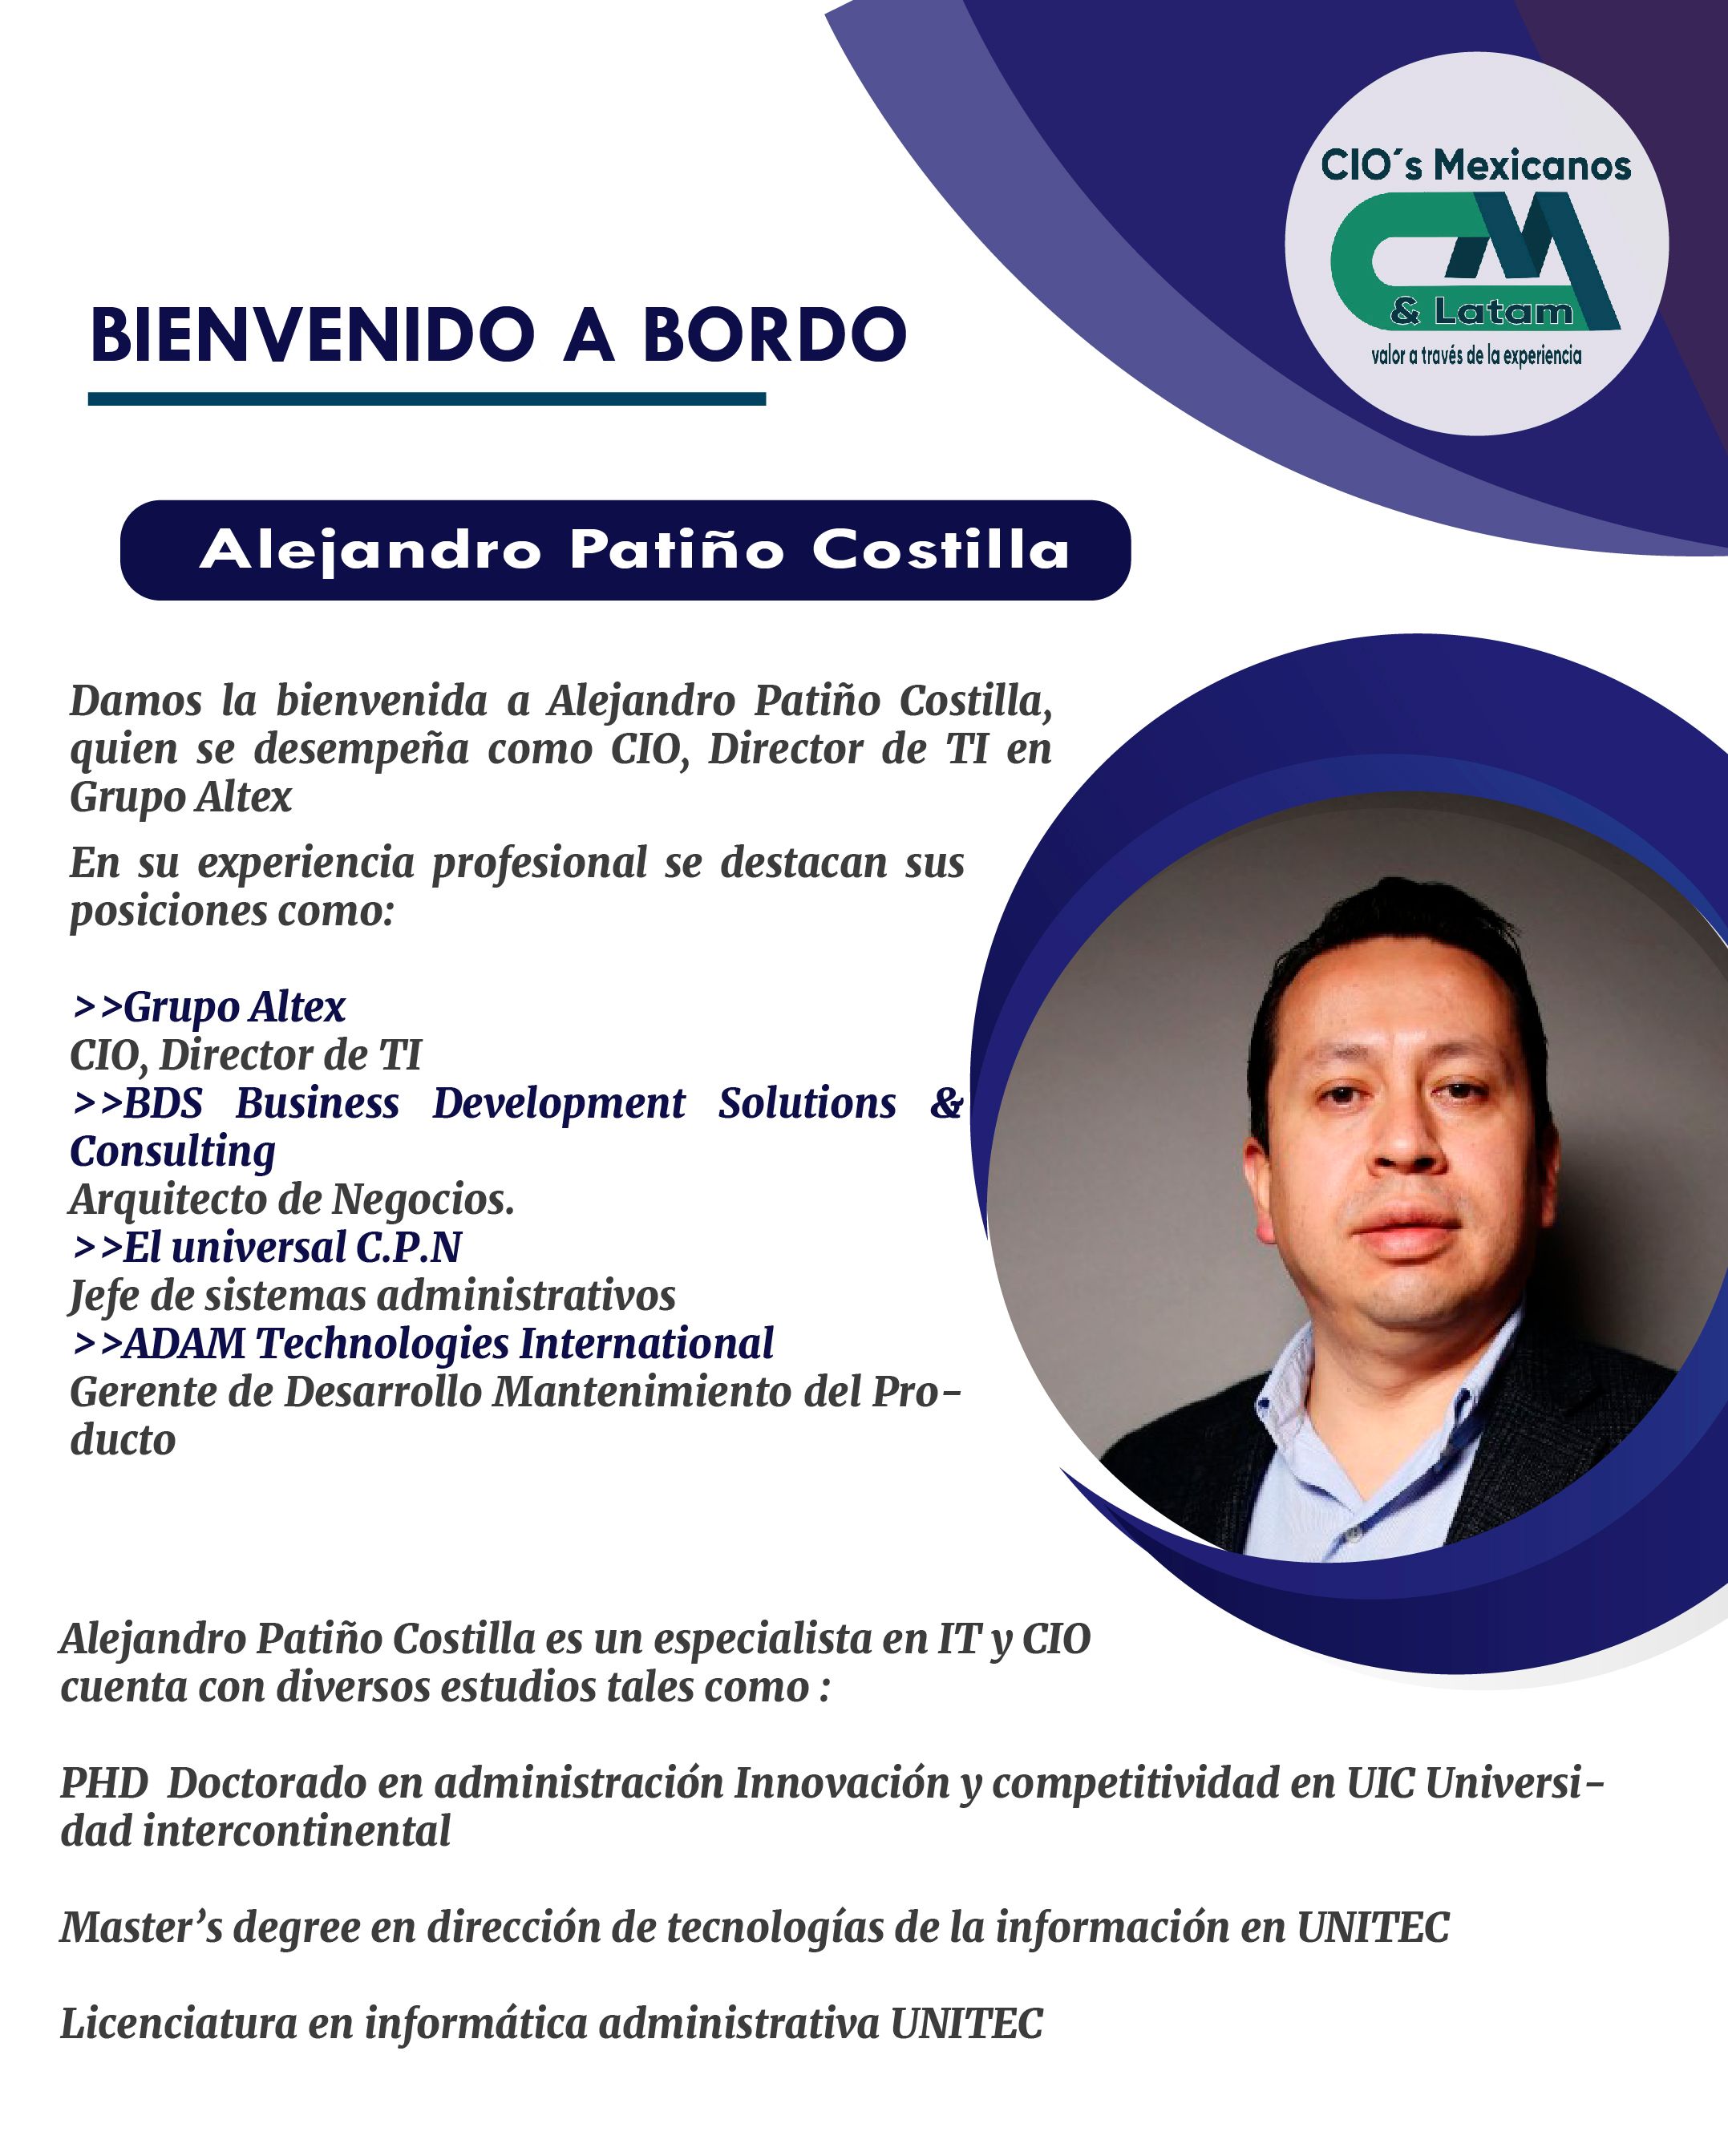 CIO´s Mexicanos
CM
& Latam
valor a través de la experiencia
BIENVENIDO A BORDO
Alejandro Patiño Costilla
Damos la bienvenida a Alejandro Patiño Costilla,
quien se desempeña como CIO, Director de TI en
Grupo Altex
En su experiencia profesional se destacan sus
posiciones como:
>>Grupo Altex
CIO, Director de TI
>>BDS Business Development Solutions &
Consulting
Arquitecto de Negocios.
>>El universal C.P.N
Jefe de sistemas administrativos
>>ADAM Technologies International
Gerente de Desarrollo Mantenimiento del Pro-
ducto
Alejandro Patiño Costilla es un especialista en IT y CIO
cuenta con diversos estudios tales como :
PHD  Doctorado en administración Innovación y competitividad en UIC Universi-
dad intercontinental
Master’s degree en dirección de tecnologías de la información en UNITEC
Licenciatura en informática administrativa UNITEC